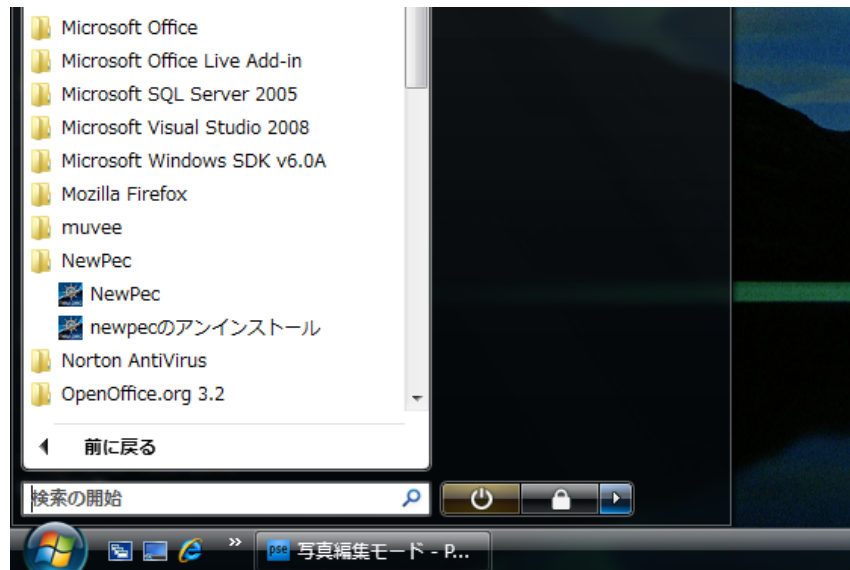 Microsoft Office
Microsoft Office Live Add-in
Microsoft SQL Server 2005
Microsoft Visual Studio 2008
Microsoft Windows SDK v6.0A
Mozilla Firefox
muvee
NewPec
NewPec
newpecのアンインストール
Norton AntiVirus
OpenOffice.org 3.2
前に戻る
検索の開始
» pse 写真編集モード - P...